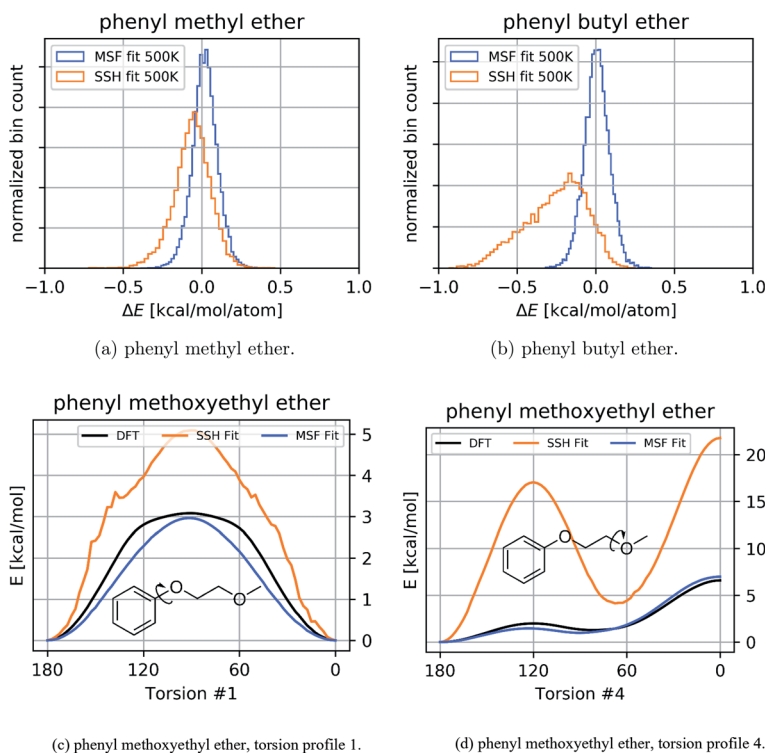 phenyl methyl ether
MSF fit 500K
SSH fit 500K
normalized bin count
−1.0 −0.5 0.0 0.5 1.0
ΔE [kcal/mol/atom]
(a) phenyl methyl ether.
phenyl butyl ether
MSF fit 500K
SSH fit 500K
normalized bin count
−1.0 −0.5 0.0 0.5 1.0
ΔE [kcal/mol/atom]
(b) phenyl butyl ether.
phenyl methoxyethyl ether
DFT SSH Fit MSF Fit
E [kcal/mol]
5
4
3
2
1
0
O
O
180 120 60 0
Torsion #1
(c) phenyl methoxyethyl ether, torsion profile 1.
phenyl methoxyethyl ether
DFT SSH Fit MSF Fit
E [kcal/mol]
20
15
10
5
0
O
O
180 120 60 0
Torsion #4
(d) phenyl methoxyethyl ether, torsion profile 4.